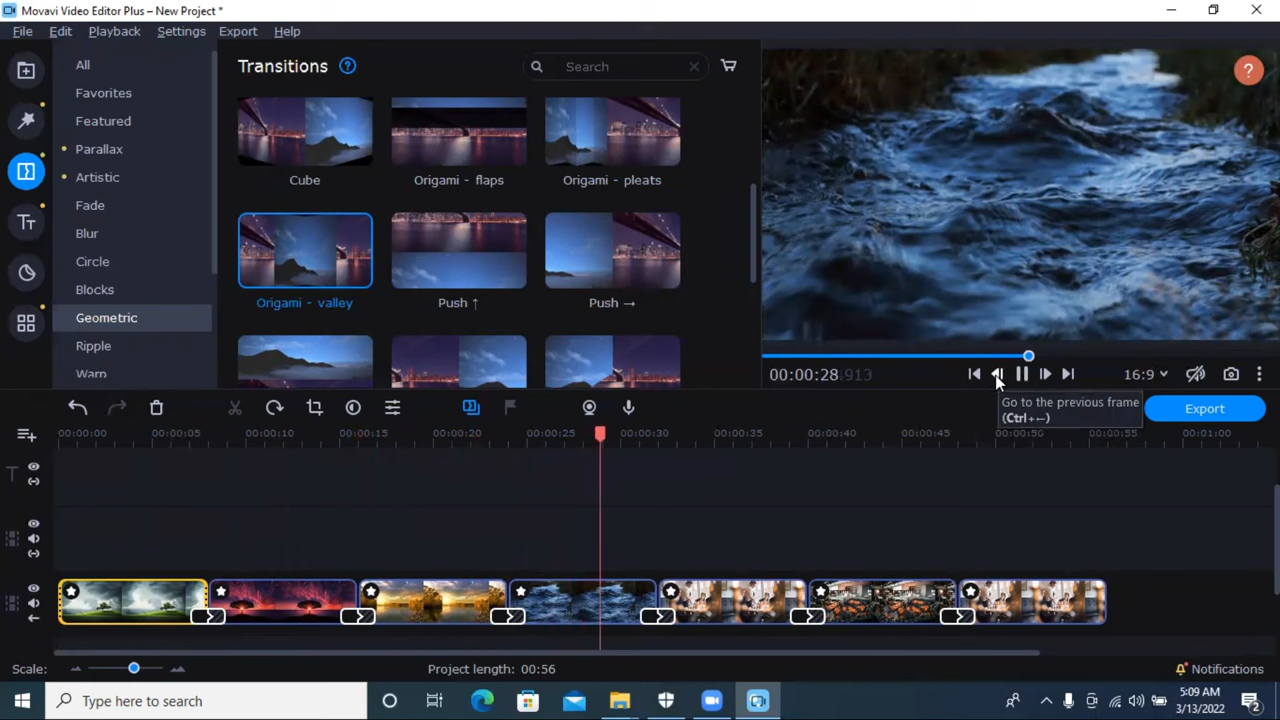 Movavi Video Editor Plus – New Project *
File Edit Playback Settings Export Help
All
Favorites
Featured
Parallax
Artistic
Fade
Blur
Circle
Blocks
Geometric
Ripple
Warp
Transitions ?
Search
Cube
Origami - flaps
Origami - pleats
Origami - valley
Push ↑
Push →
?
00:00:28.913
16:9
Go to the previous frame
(Ctrl+←)
Export
00:00:00 00:00:05 00:00:10 00:00:15 00:00:20 00:00:25 00:00:30 00:00:35 00:00:40 00:00:45 00:00:50 00:00:55 00:01:00
Scale:
Project length: 00:56
Notifications
Type here to search
5:09 AM
3/13/2022
2